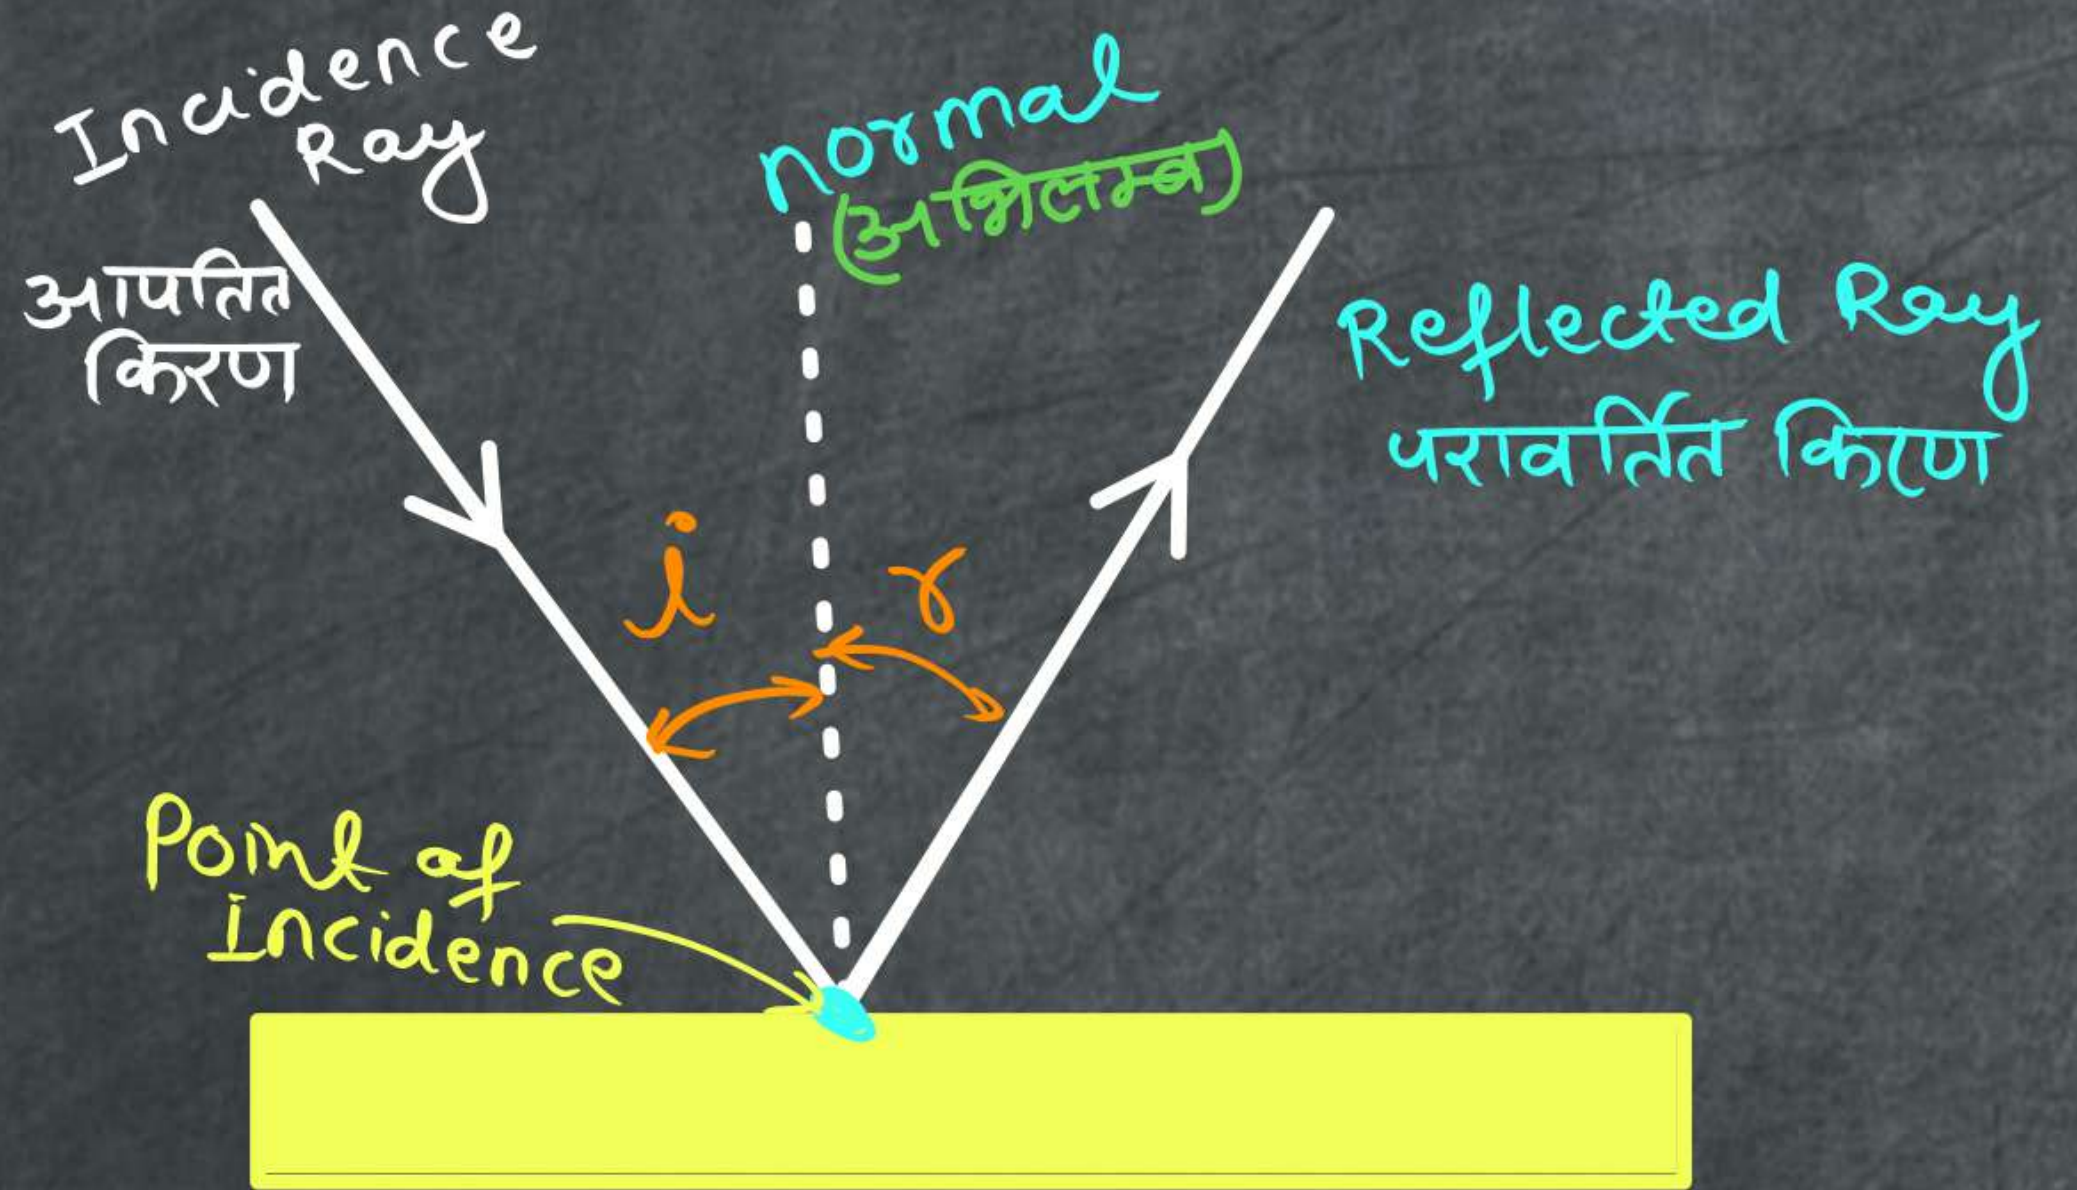 Incidence
Ray
आपतित
किरण
normal
(अभिलम्ब)
Reflected Ray
परावर्तित किरण
i
r
Point of
Incidence